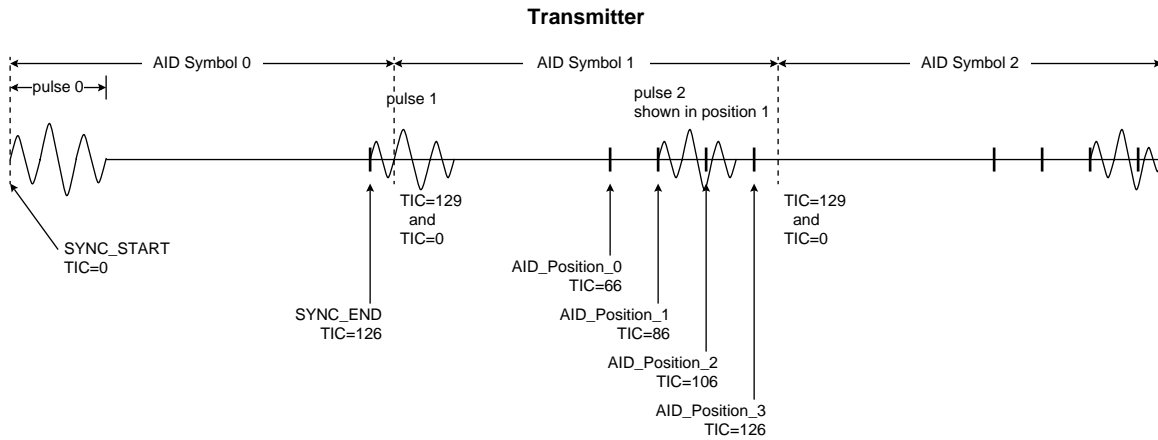 Transmitter
AID Symbol 0
AID Symbol 1
AID Symbol 2
pulse 0
pulse 1
pulse 2
shown in position 1
TIC=129
and
TIC=0
TIC=129
and
TIC=0
SYNC_START
TIC=0
AID_Position_0
TIC=66
SYNC_END
TIC=126
AID_Position_1
TIC=86
AID_Position_2
TIC=106
AID_Position_3
TIC=126